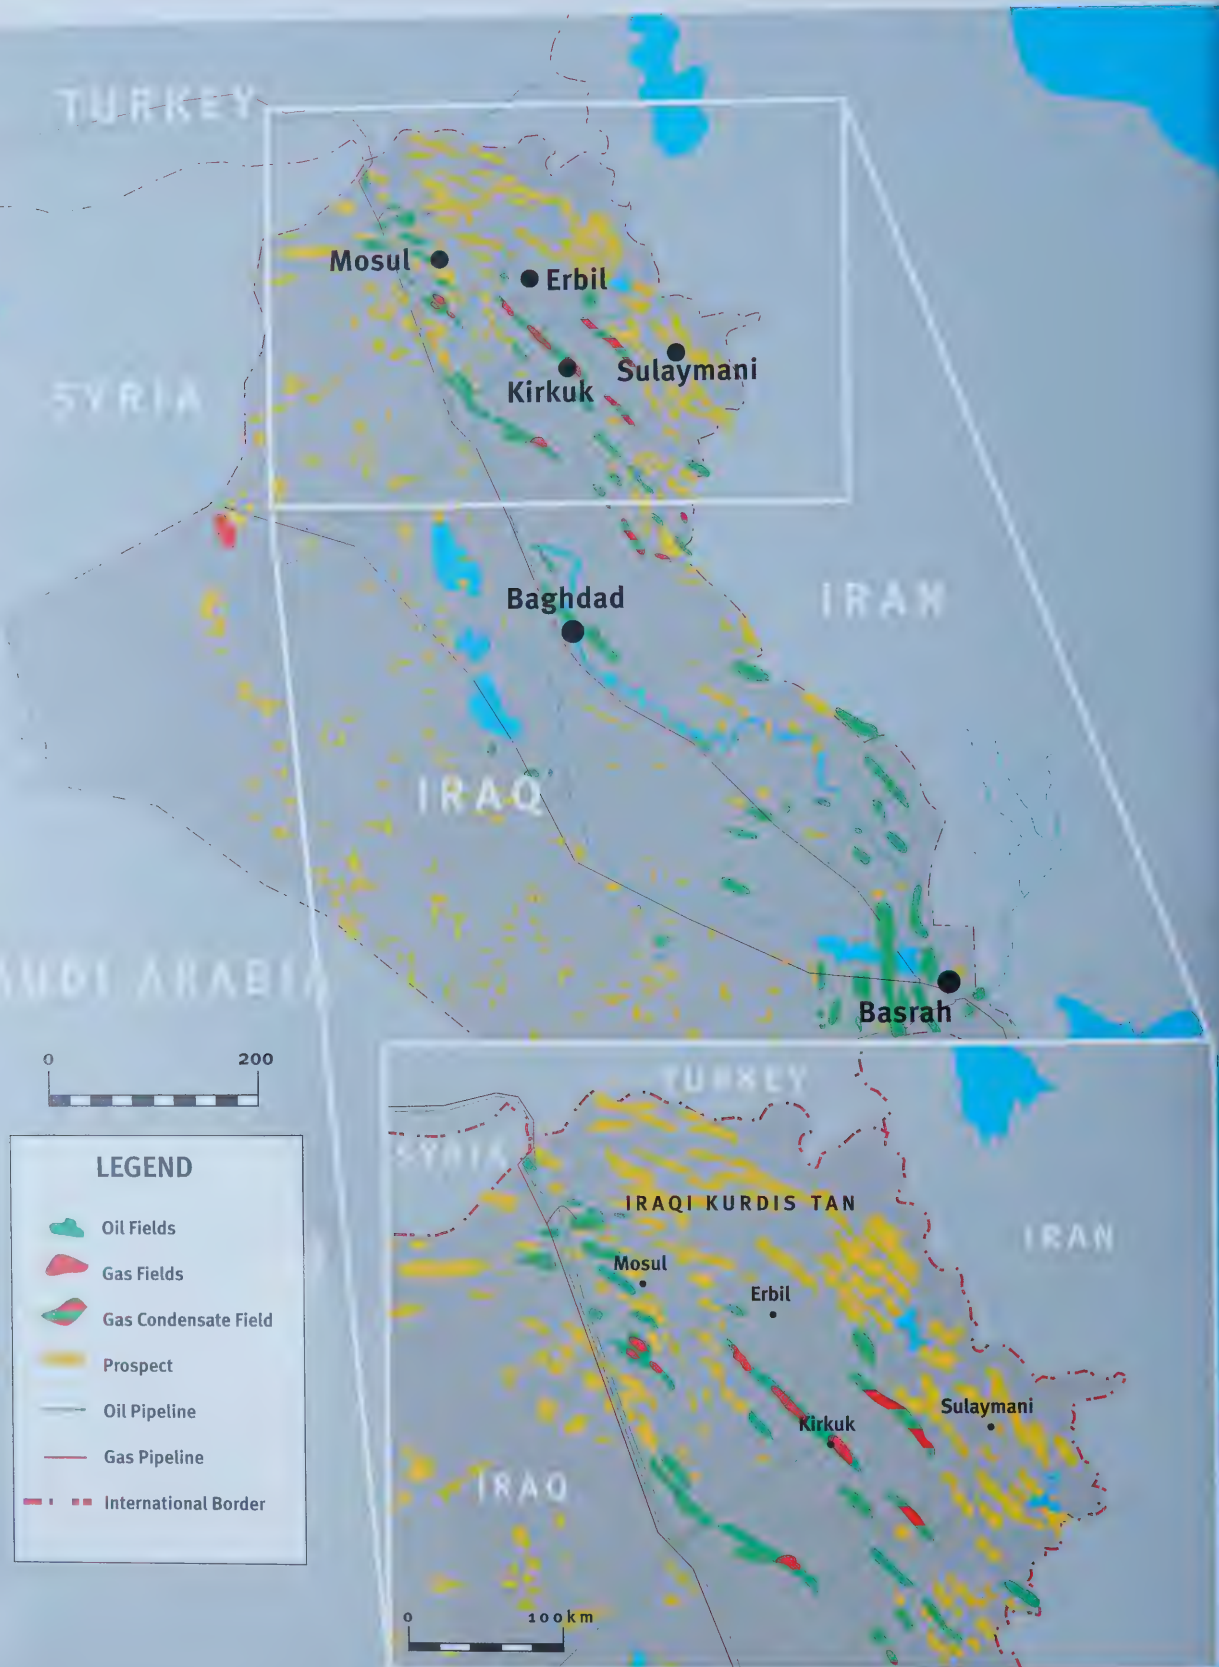 TURKEY
Mosul
Erbil
SYRIA
Kirkuk
Sulaymani
Baghdad
IRAN
IRAQ
AUDI ARABIA
Basrah
0 200
LEGEND
Oil Fields
Gas Fields
Gas Condensate Field
Prospect
Oil Pipeline
Gas Pipeline
International Border
TURKEY
SYRIA
IRAQI KURDIS TAN
IRAN
Mosul
Erbil
Sulaymani
Kirkuk
IRAQ
0 100km